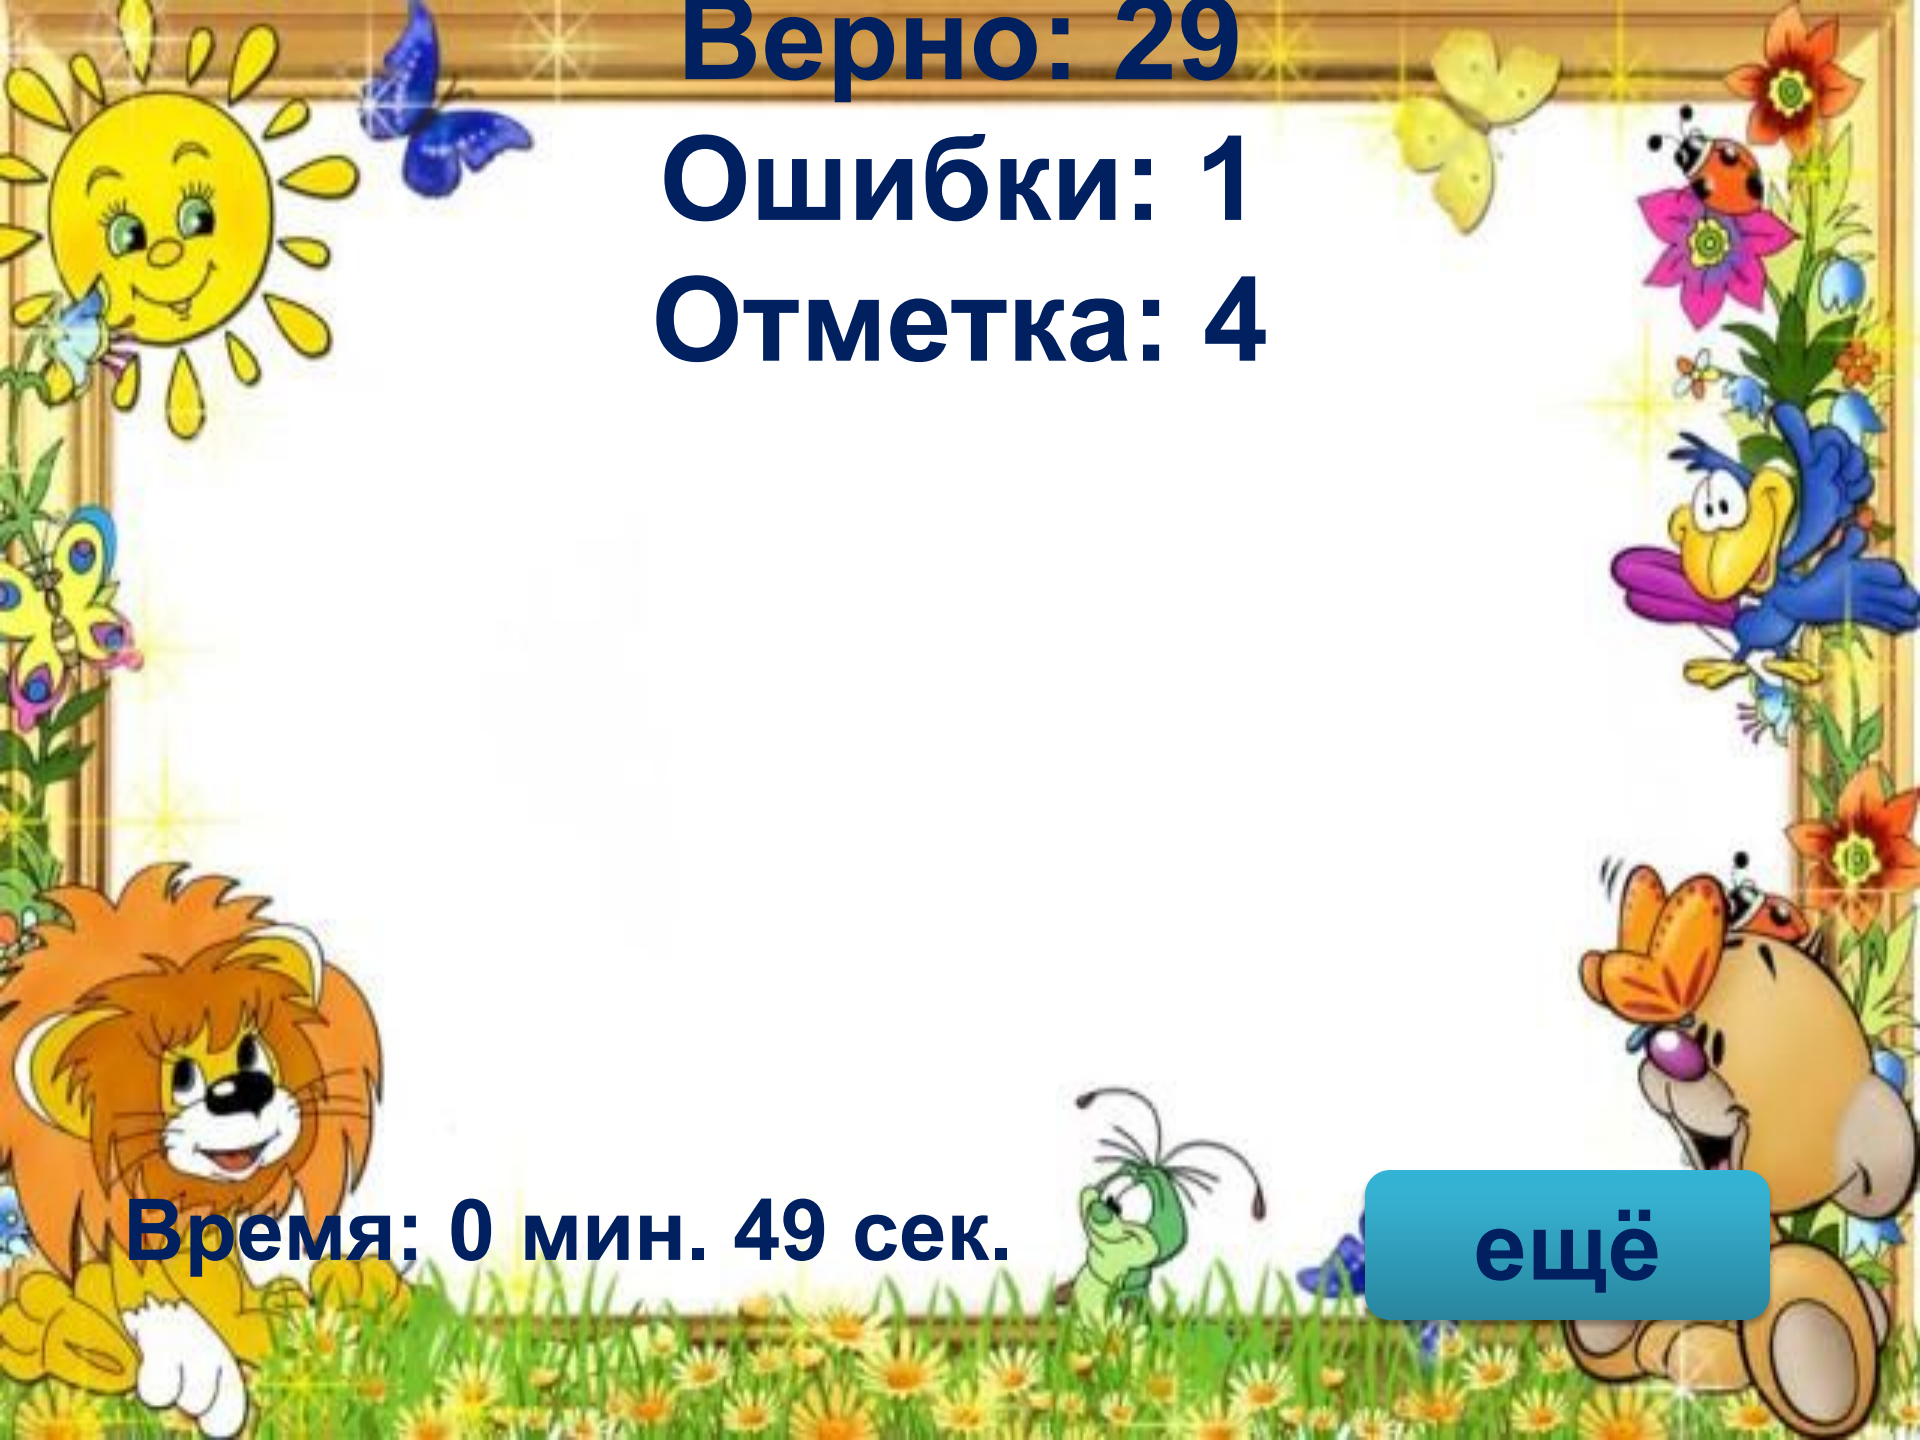 Верно: 29
Ошибки: 1
Отметка: 4
Время: 0 мин. 49 сек.
ещё